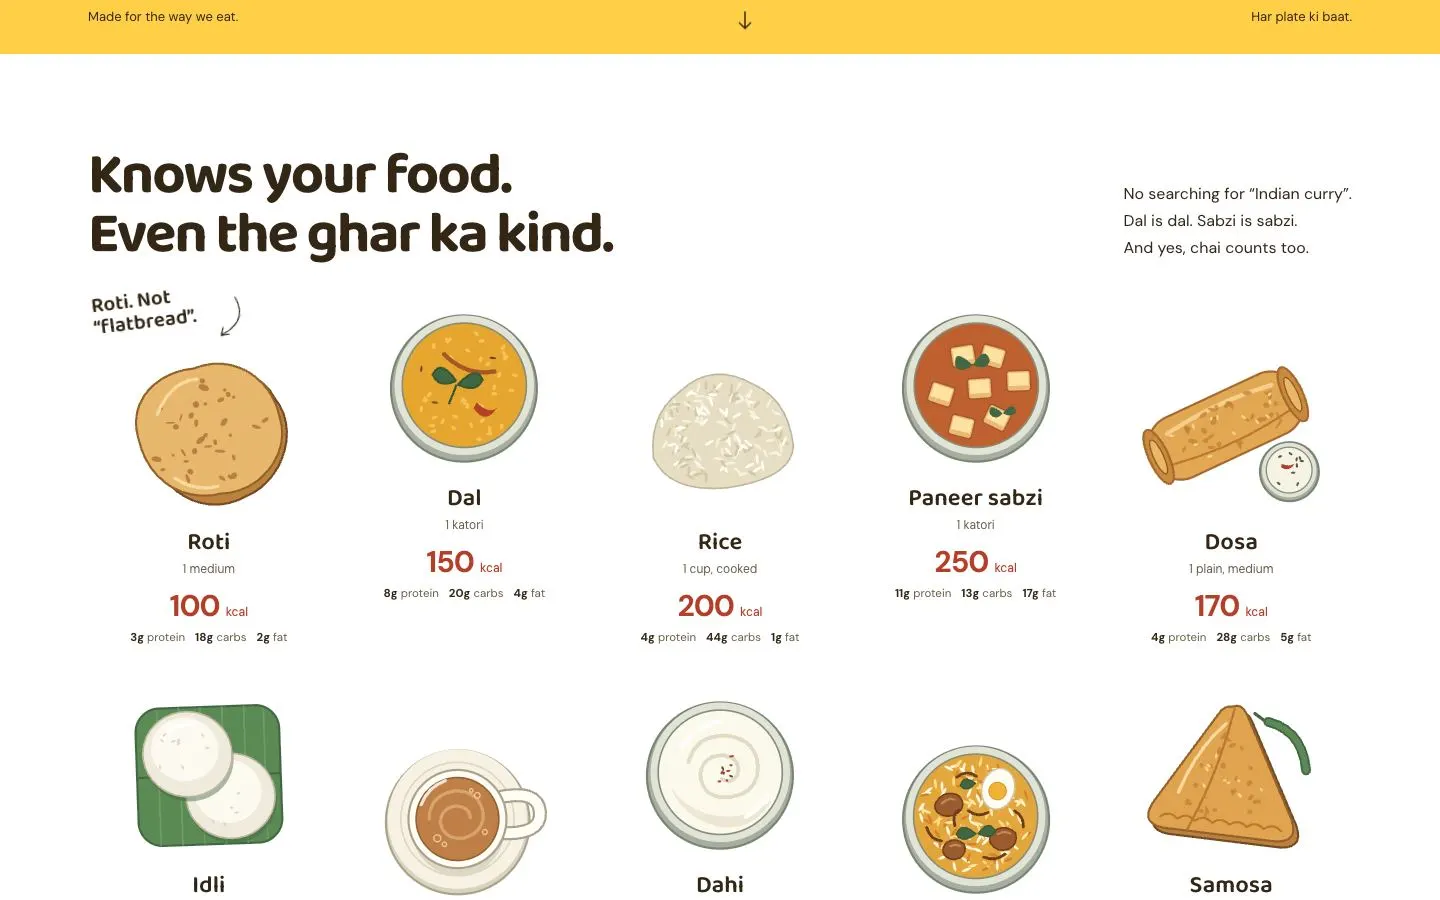 Made for the way we eat.
↓
Har plate ki baat.
Knows your food.
Even the ghar ka kind.
No searching for “Indian curry”.
Dal is dal. Sabzi is sabzi.
And yes, chai counts too.
Roti. Not
“flatbread”.
Roti
1 medium
100 kcal
3g protein 18g carbs 2g fat
Dal
1 katori
150 kcal
8g protein 20g carbs 4g fat
Rice
1 cup, cooked
200 kcal
4g protein 44g carbs 1g fat
Paneer sabzi
1 katori
250 kcal
11g protein 13g carbs 17g fat
Dosa
1 plain, medium
170 kcal
4g protein 28g carbs 5g fat
Idli
Dahi
Samosa